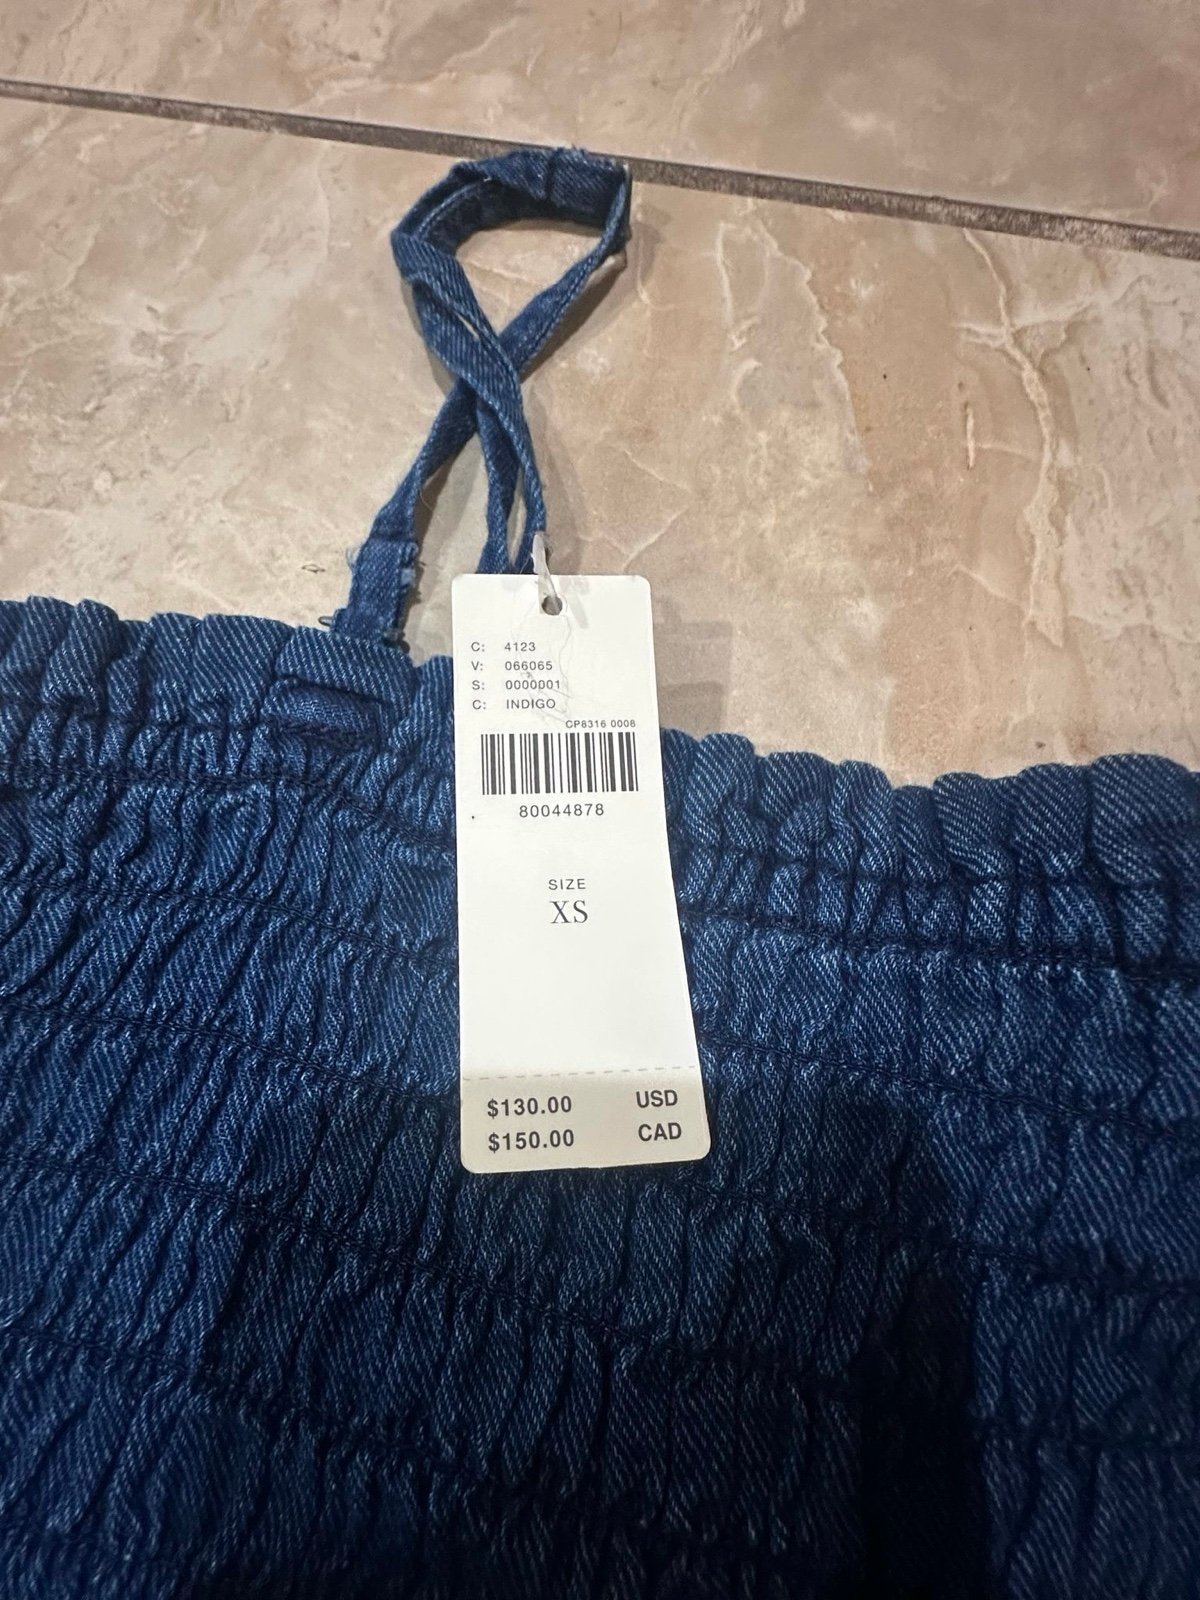 C: 4123
V: 066065
S: 0000001
C: INDIGO
CP8316 0008
80044878
SIZE
XS
$130.00 USD
$150.00 CAD